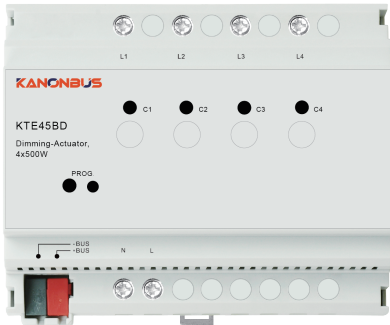 L1 L2 L3 L4
KANONBUS
C1 C2 C3 C4
KTE45BD
Dimming-Actuator,
4x500W
PROG.
-BUS
+BUS
N L